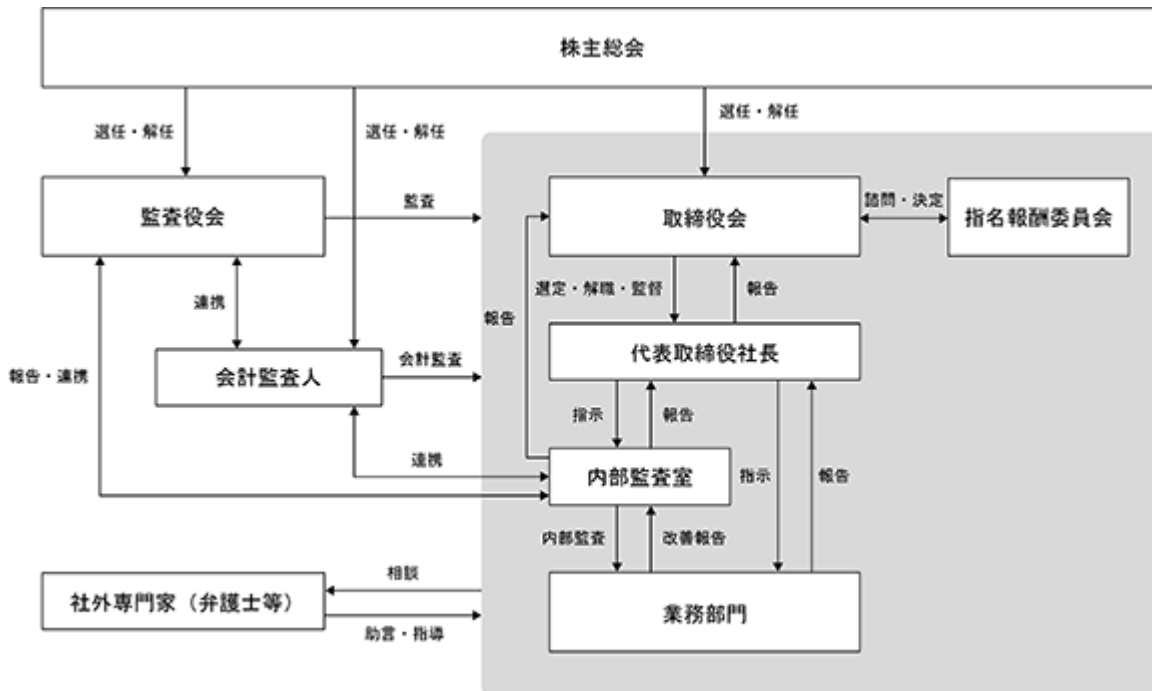 株主総会
選任・解任
選任・解任
選任・解任
監査役会
監査
取締役会
諮問・決定
指名報酬委員会
連携
報告
選定・解職・監督
報告
報告・連携
会計監査人
会計監査
代表取締役社長
指示
報告
連携
内部監査室
指示
報告
内部監査
改善報告
相談
社外専門家（弁護士等）
助言・指導
業務部門